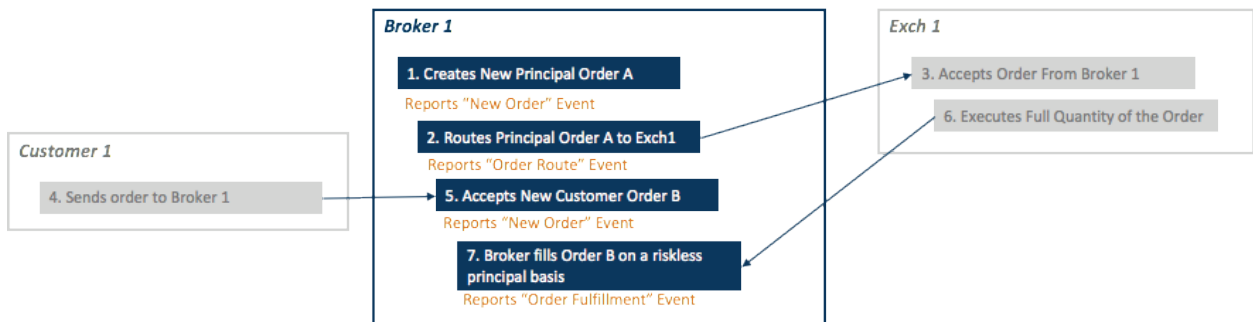 Broker 1
1. Creates New Principal Order A
Reports "New Order" Event
2. Routes Principal Order A to Exch1
Reports "Order Route" Event
Customer 1
4. Sends order to Broker 1
5. Accepts New Customer Order B
Reports "New Order" Event
7. Broker fills Order B on a riskless
principal basis
Reports "Order Fulfillment" Event
Exch 1
3. Accepts Order From Broker 1
6. Executes Full Quantity of the Order